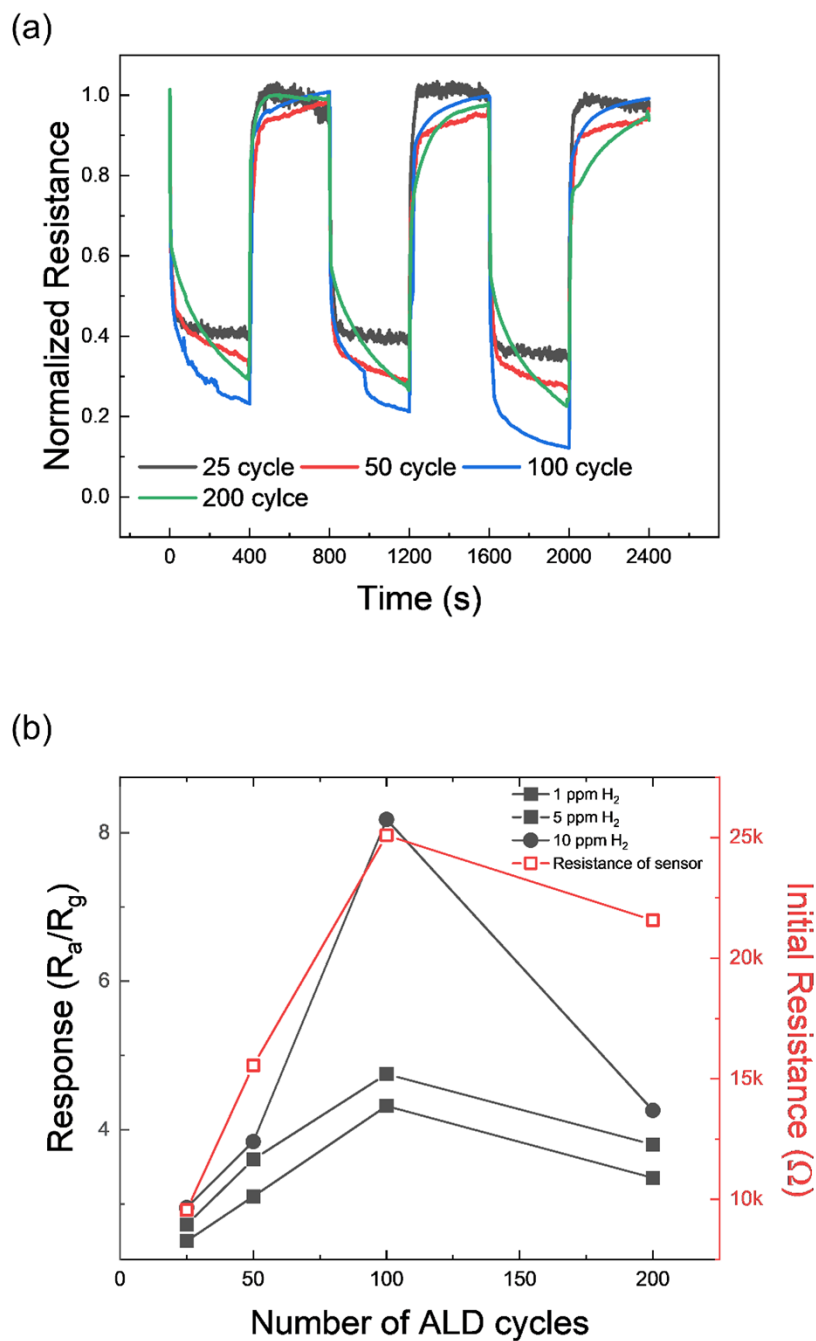 (a)
Normalized Resistance
1.0
0.8
0.6
0.4
0.2
0.0
25 cycle 50 cycle 100 cycle
200 cylce
0 400 800 1200 1600 2000 2400
Time (s)
(b)
Response (Ra/Rg)
8
6
4
1 ppm H2
5 ppm H2
10 ppm H2
Resistance of sensor
25k
20k
15k
10k
Initial Resistance (Ω)
0 50 100 150 200
Number of ALD cycles